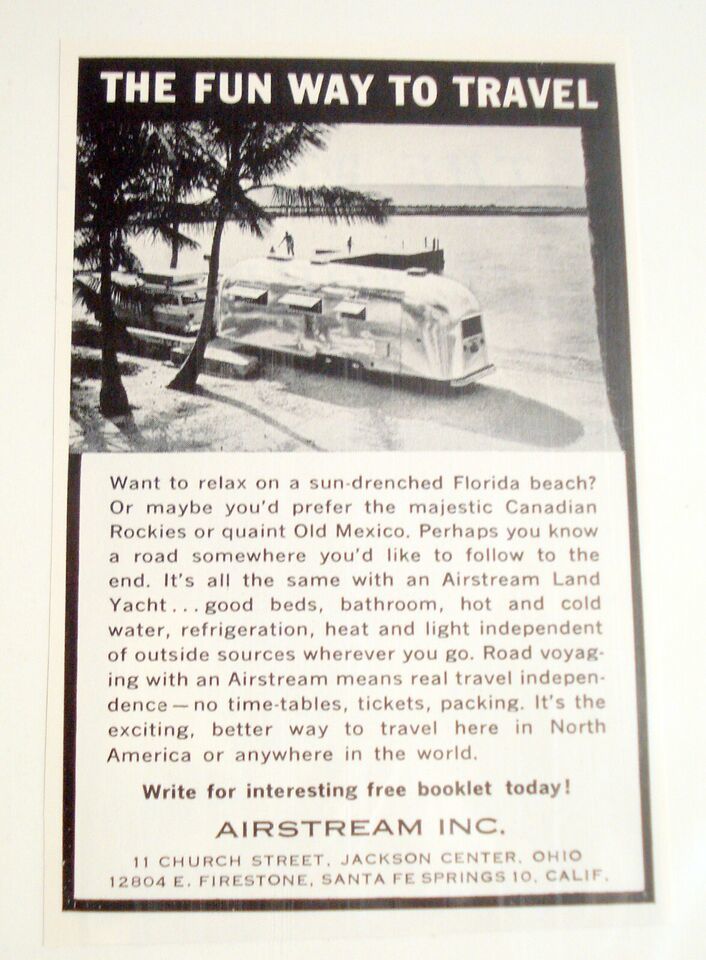 THE FUN WAY TO TRAVEL
Want to relax on a sun-drenched Florida beach?
Or maybe you'd prefer the majestic Canadian
Rockies or quaint Old Mexico. Perhaps you know
a road somewhere you'd like to follow to the
end. It's all the same with an Airstream Land
Yacht...good beds, bathroom, hot and cold
water, refrigeration, heat and light independent
of outside sources wherever you go. Road voyag-
ing with an Airstream means real travel indepen-
dence — no time-tables, tickets, packing. It's the
exciting, better way to travel here in North
America or anywhere in the world.
Write for interesting free booklet today!
AIRSTREAM INC.
11 CHURCH STREET, JACKSON CENTER, OHIO
12804 E. FIRESTONE, SANTA FE SPRINGS 10, CALIF.